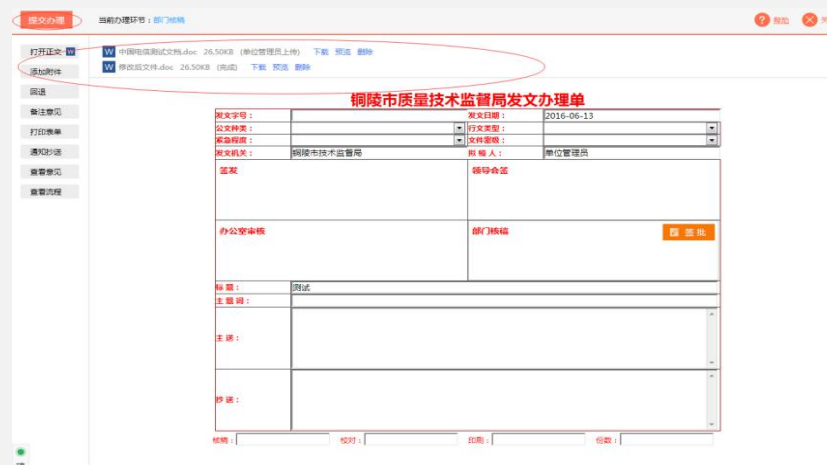 提交办理 当前办理环节：部门核稿 帮助
打开正文 中国电信测试文档.doc 26.50KB (单位管理员上传) 下载 预览 删除
添加附件 修改后文件.doc 26.50KB (完成) 下载 预览 删除
回退
备注意见
打印表单
通知抄送
查看意见
查看流程
铜陵市质量技术监督局发文办理单
发文字号： 发文日期： 2016-06-13
公文种类： 行文类型：
紧急程度： 文件密级：
发文机关： 铜陵市技术监督局 拟稿人： 单位管理员
签发 领导会签
办公室审核 部门核稿 签批
标题： 测试
主题词：
主送：
抄送：
核稿： 校对： 印刷： 份数：